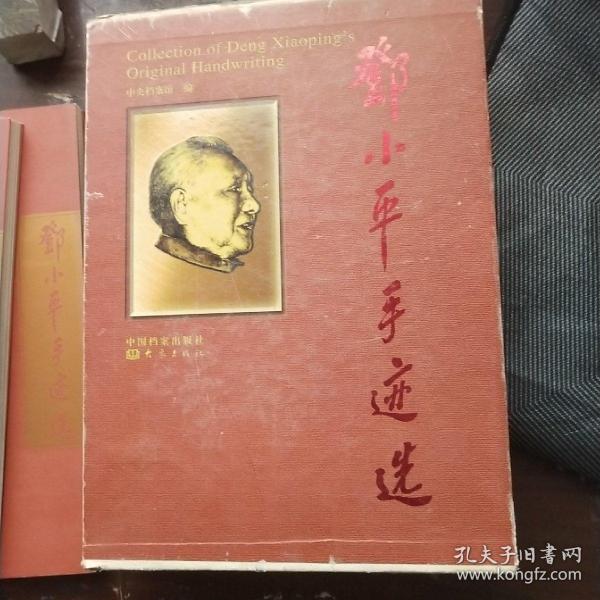 Collection of Deng Xiaoping's
Original Handwriting
中央档案馆 编
鄧小平手迹选
中国档案出版社
大象出版社
鄧小平手迹选
孔夫子旧书网
www.kongfz.com